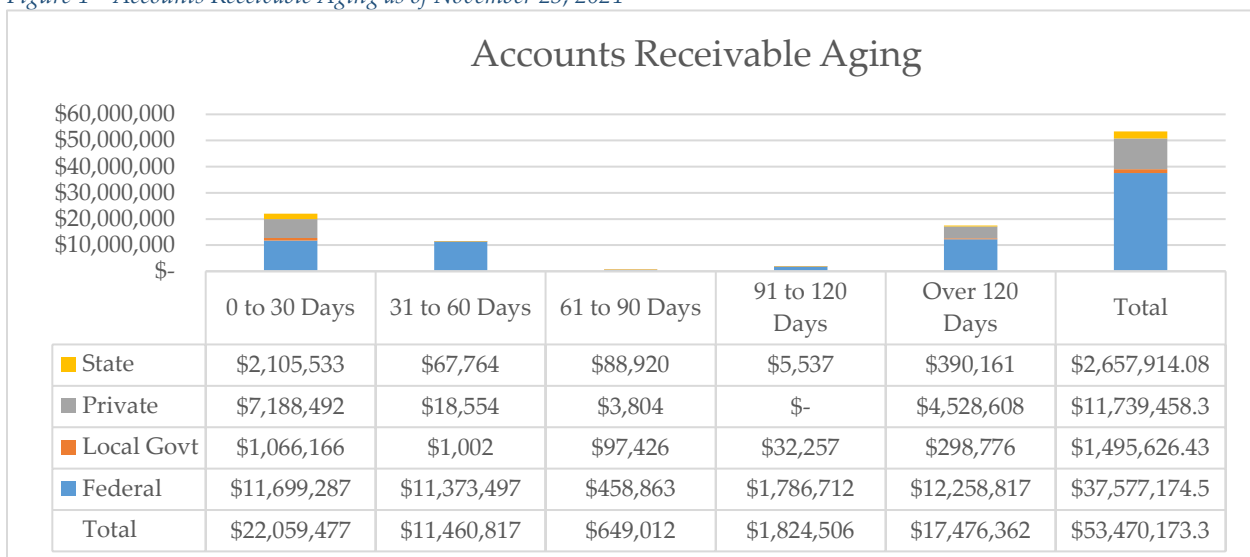 Accounts Receivable Aging
$60,000,000
$50,000,000
$40,000,000
$30,000,000
$20,000,000
$10,000,000
$-
0 to 30 Days 31 to 60 Days 61 to 90 Days 91 to 120 Days Over 120 Days Total
State $2,105,533 $67,764 $88,920 $5,537 $390,161 $2,657,914.08
Private $7,188,492 $18,554 $3,804 $- $4,528,608 $11,739,458.3
Local Govt $1,066,166 $1,002 $97,426 $32,257 $298,776 $1,495,626.43
Federal $11,699,287 $11,373,497 $458,863 $1,786,712 $12,258,817 $37,577,174.5
Total $22,059,477 $11,460,817 $649,012 $1,824,506 $17,476,362 $53,470,173.3